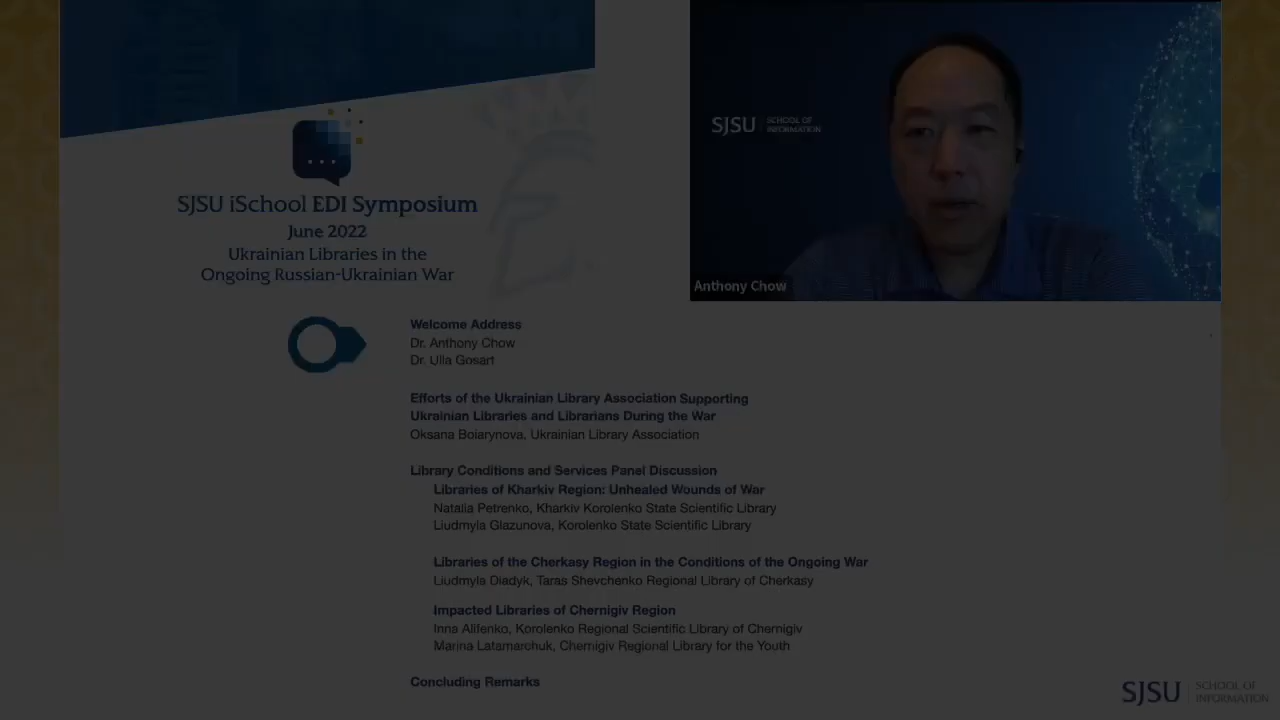 SJSU SCHOOL OF
INFORMATION
Anthony Chow
SJSU iSchool EDI Symposium
June 2022
Ukrainian Libraries in the
Ongoing Russian-Ukrainian War
Welcome Address
Dr. Anthony Chow
Dr. Ulia Gosart
Efforts of the Ukrainian Library Association Supporting
Ukrainian Libraries and Librarians During the War
Oksana Boiarynova, Ukrainian Library Association
Library Conditions and Services Panel Discussion
Libraries of Kharkiv Region: Unhealed Wounds of War
Natalia Petrenko, Kharkiv Korolenko State Scientific Library
Liudmyla Glazunova, Korolenko State Scientific Library
Libraries of the Cherkasy Region in the Conditions of the Ongoing War
Liudmyla Diadyk, Taras Shevchenko Regional Library of Cherkasy
Impacted Libraries of Chernigiv Region
Inna Alifenko, Korolenko Regional Scientific Library of Chernigiv
Marina Latamarchuk, Chernigiv Regional Library for the Youth
Concluding Remarks
SJSU SCHOOL OF
INFORMATION